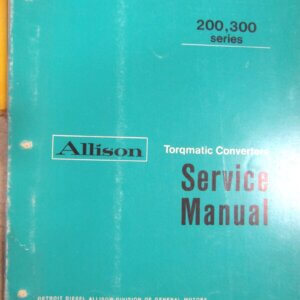 200,300
series
Allison
Torqmatic Converters
Service
Manual
DETROIT DIESEL ALLISON DIVISION OF GENERAL MOTORS